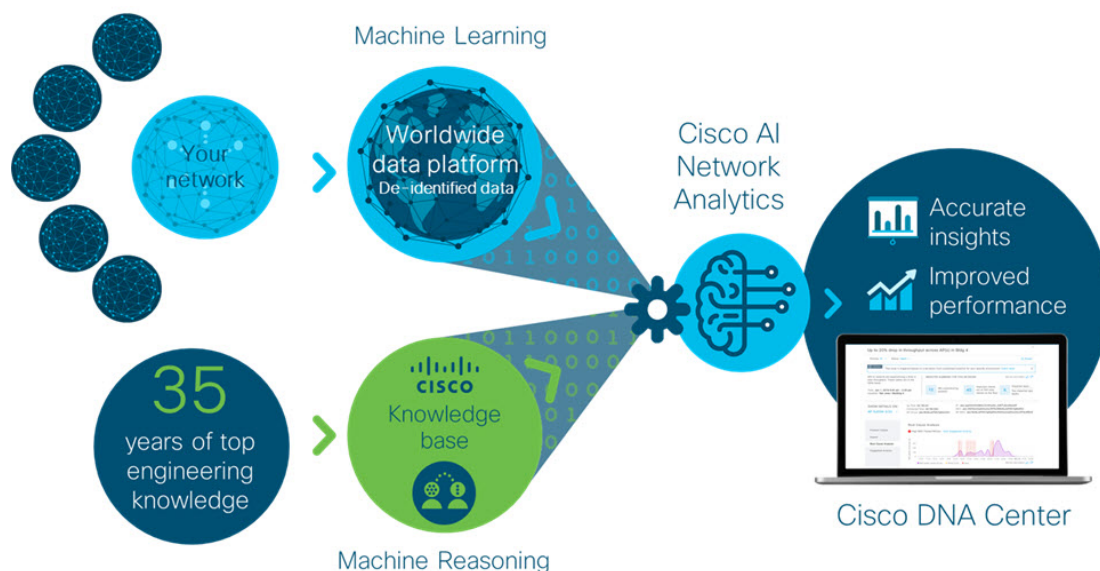 Machine Learning
Your
network
Worldwide
data platform
De-identified data
Cisco AI
Network
Analytics
Accurate
insights
Improved
performance
35
years of top
engineering
knowledge
CISCO
Knowledge
base
Machine Reasoning
Cisco DNA Center